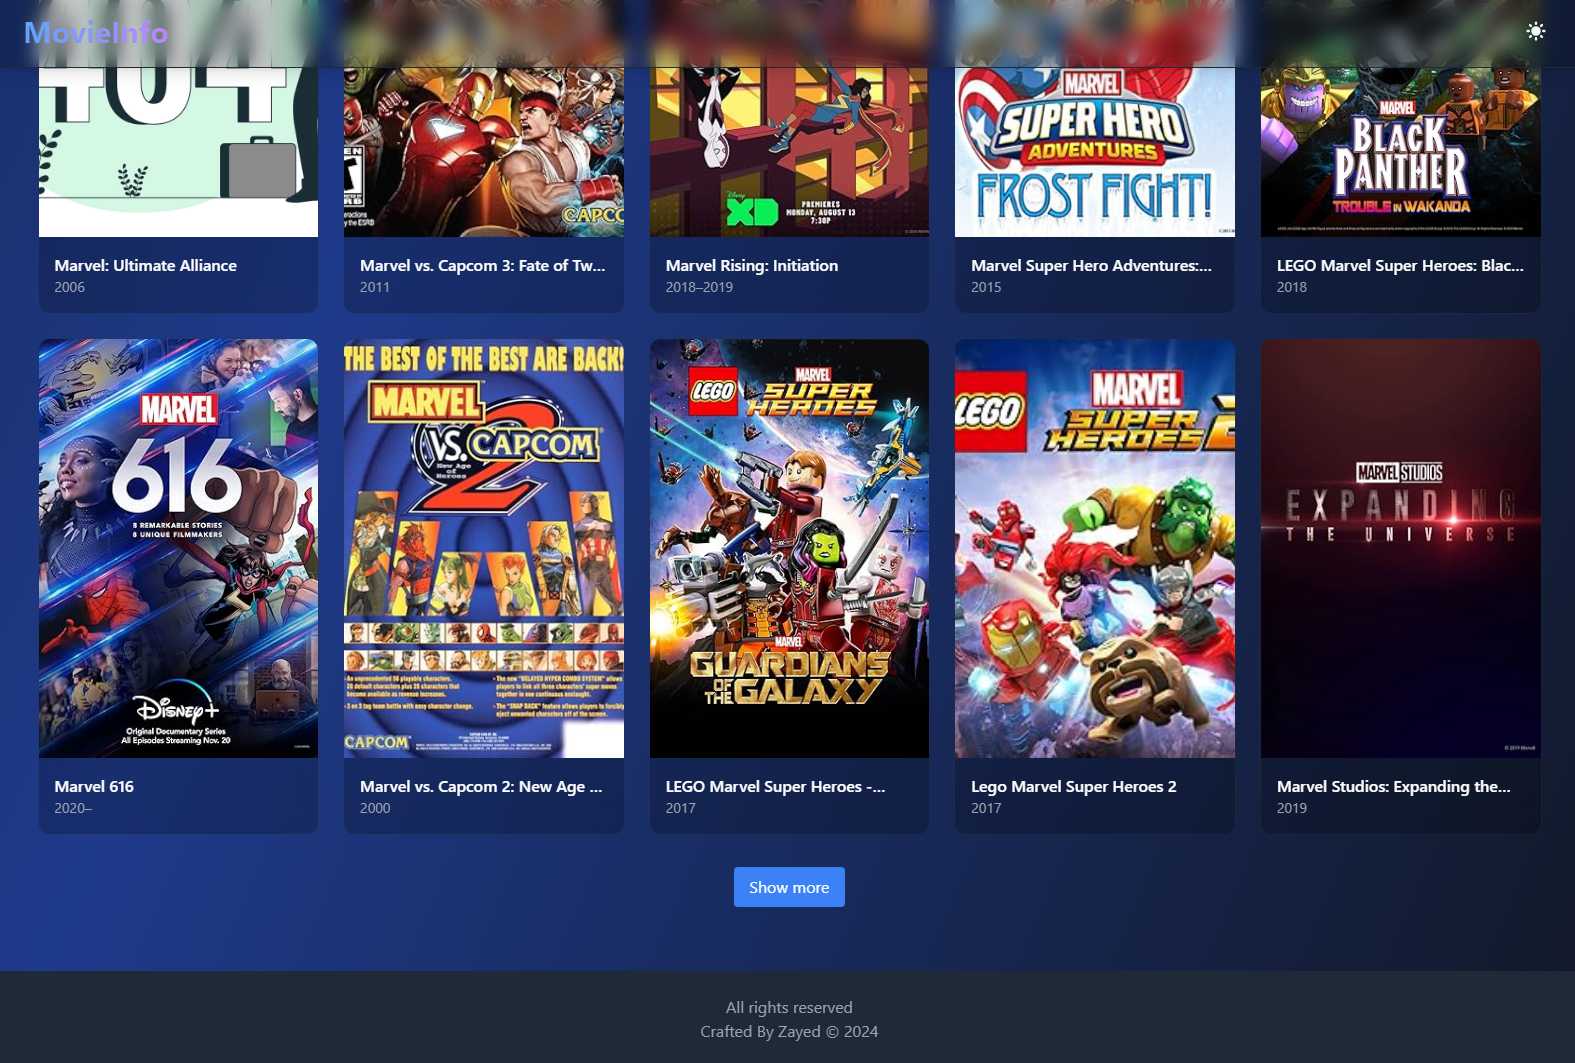 MovieInfo
404
MARVEL
SUPER HERO
ADVENTURES
FROST FIGHT!
MARVEL
BLACK
PANTHER
TROUBLE IN WAKANDA
Disney
XD
PREMIERES
MONDAY, AUGUST 13
7:30P
CAPCO
Marvel: Ultimate Alliance
2006
Marvel vs. Capcom 3: Fate of Tw...
2011
Marvel Rising: Initiation
2018–2019
Marvel Super Hero Adventures:...
2015
LEGO Marvel Super Heroes: Blac...
2018
MARVEL
616
8 REMARKABLE STORIES
8 UNIQUE FILMMAKERS
Disney+
Original Documentary Series
All Episodes Streaming Nov. 20
THE BEST OF THE BEST ARE BACK!
MARVEL
VS. CAPCOM
2
New Age
of
Heroes
CAPCOM
LEGO
MARVEL
SUPER
HEROES
MARVEL
GUARDIANS
OF THE
GALAXY
LEGO
MARVEL
SUPER
HEROES 2
MARVEL STUDIOS
EXPANDING
THE UNIVERSE
Marvel 616
2020–
Marvel vs. Capcom 2: New Age ...
2000
LEGO Marvel Super Heroes -...
2017
Lego Marvel Super Heroes 2
2017
Marvel Studios: Expanding the...
2019
Show more
All rights reserved
Crafted By Zayed © 2024